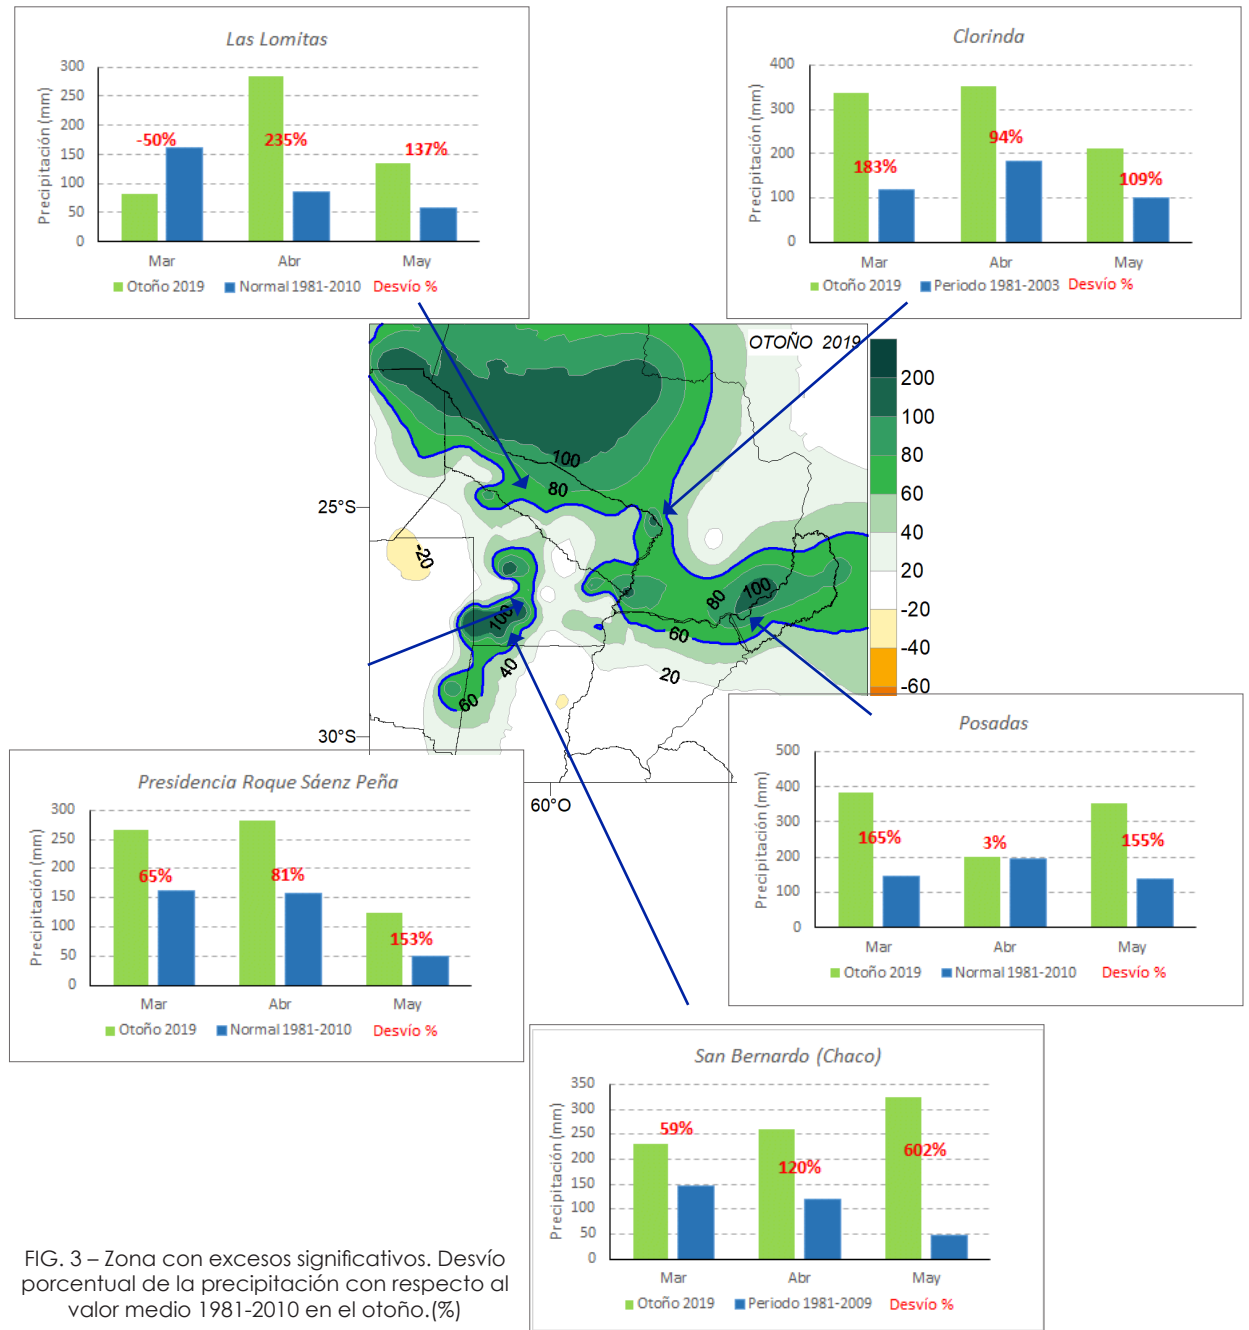 Las Lomitas
Precipitación (mm)
300
250
200
150
100
50
0
-50%
235%
137%
Mar
Abr
May
Otoño 2019
Normal 1981-2010
Desvío %
Clorinda
Precipitación (mm)
400
300
200
100
0
183%
94%
109%
Mar
Abr
May
Otoño 2019
Periodo 1981-2003
Desvío %
OTOÑO 2019
200
100
80
60
40
20
-20
-40
-60
25°S
30°S
60°O
100
80
-20
100
40
60
80
100
60
20
Presidencia Roque Sáenz Peña
Precipitación (mm)
300
250
200
150
100
50
0
65%
81%
153%
Mar
Abr
May
Otoño 2019
Normal 1981-2010
Desvío %
Posadas
Precipitación (mm)
500
400
300
200
100
0
165%
3%
155%
Mar
Abr
May
Otoño 2019
Normal 1981-2010
Desvío %
San Bernardo (Chaco)
Precipitación (mm)
350
300
250
200
150
100
50
0
59%
120%
602%
Mar
Abr
May
Otoño 2019
Periodo 1981-2009
Desvío %
FIG. 3 – Zona con excesos significativos. Desvío
porcentual de la precipitación con respecto al
valor medio 1981-2010 en el otoño.(%)